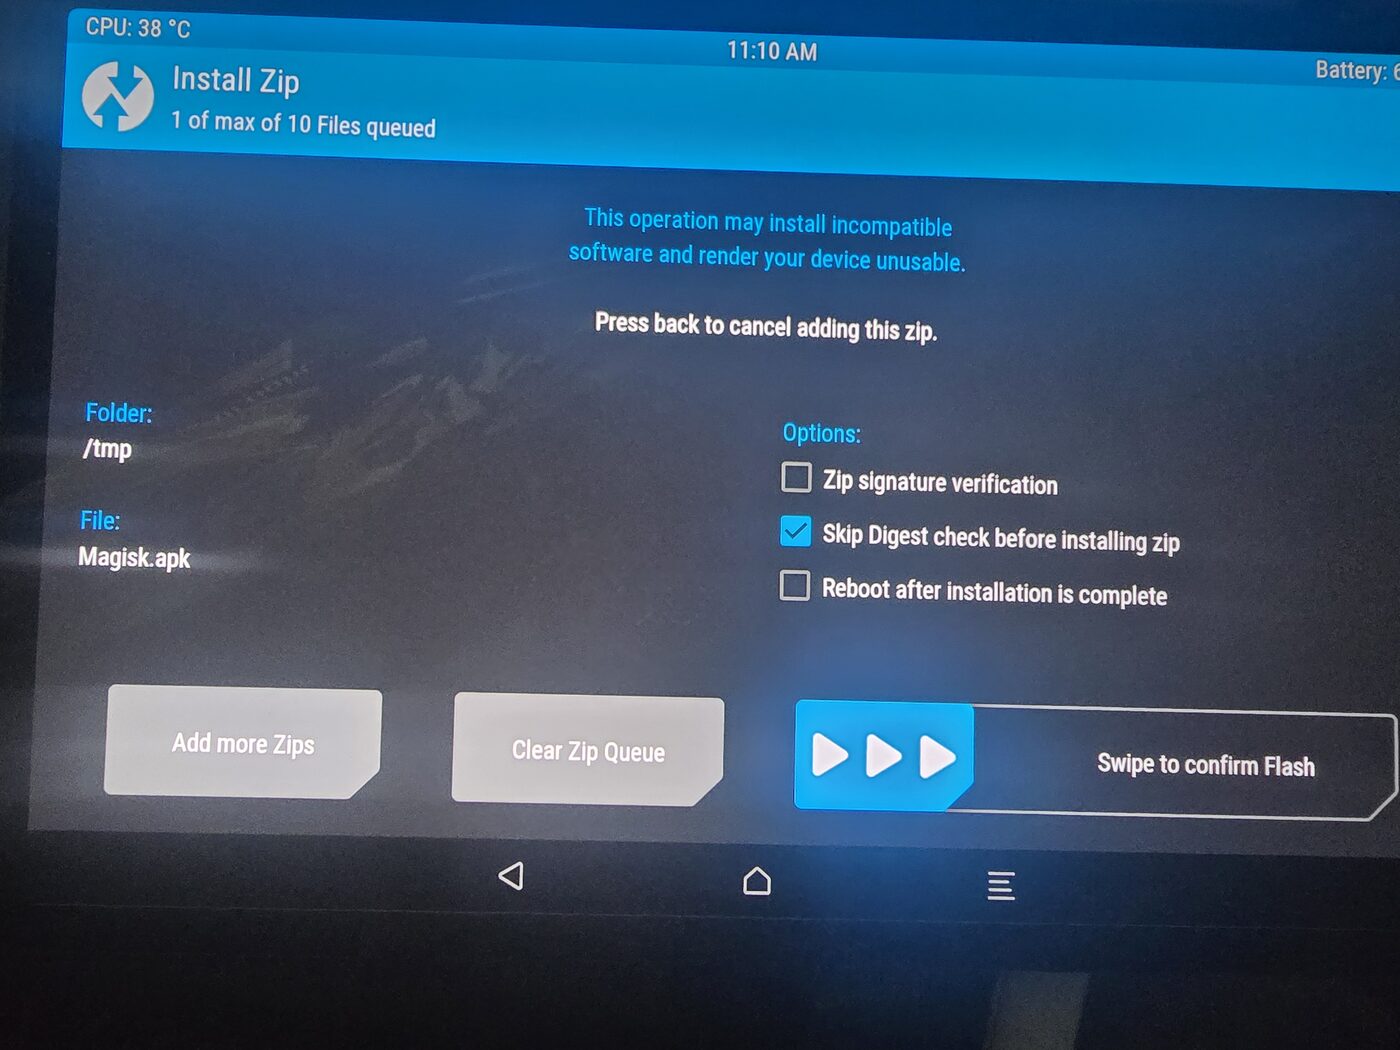 CPU: 38 °C
11:10 AM
Battery: 6
Install Zip
1 of max of 10 Files queued
This operation may install incompatible
software and render your device unusable.
Press back to cancel adding this zip.
Folder:
/tmp
File:
Magisk.apk
Options:
Zip signature verification
Skip Digest check before installing zip
Reboot after installation is complete
Add more Zips
Clear Zip Queue
Swipe to confirm Flash